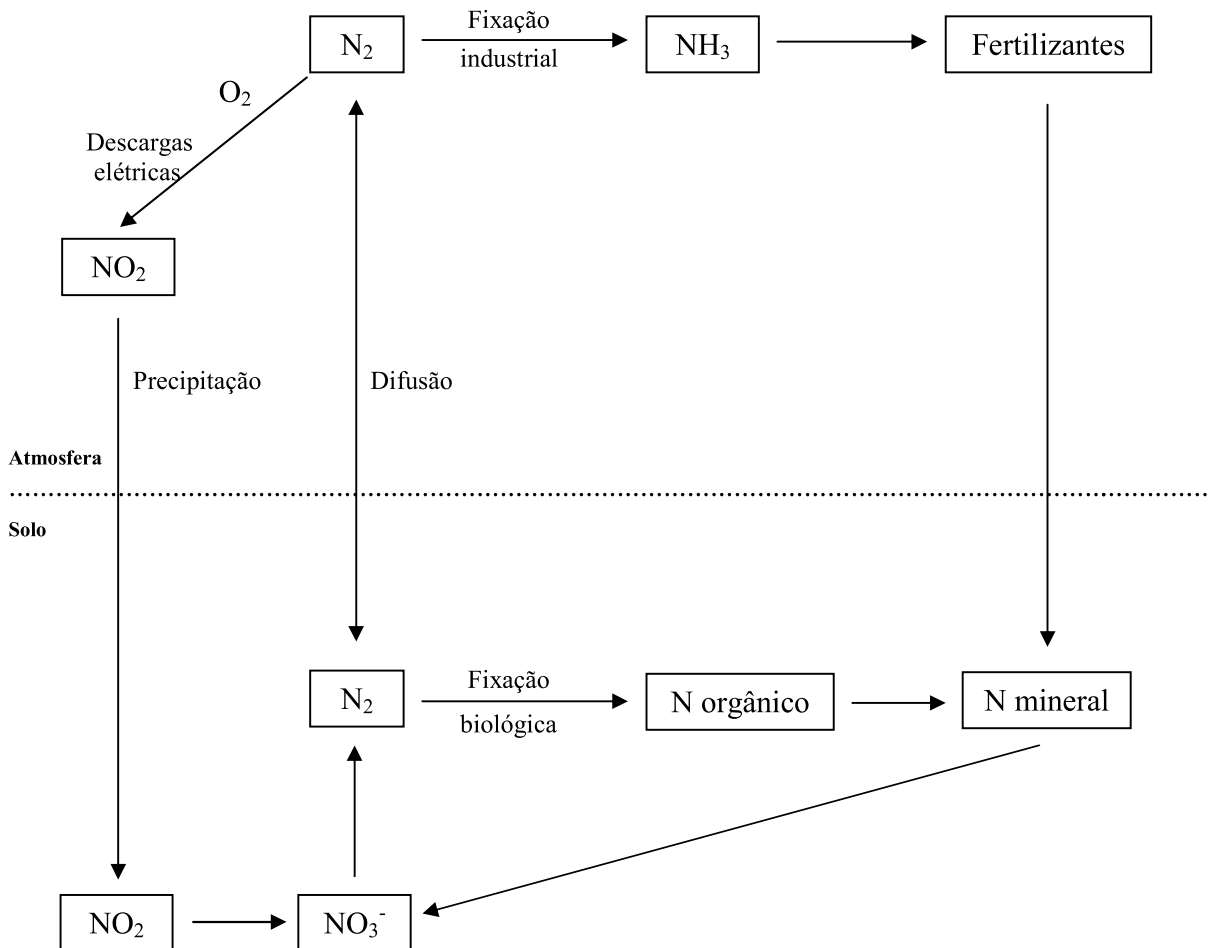 N₂
Fixação
industrial
NH₃
Fertilizantes
O₂
Descargas
elétricas
NO₂
Precipitação
Difusão
Atmosfera
Solo
N₂
Fixação
biológica
N orgânico
N mineral
NO₂
NO₃⁻